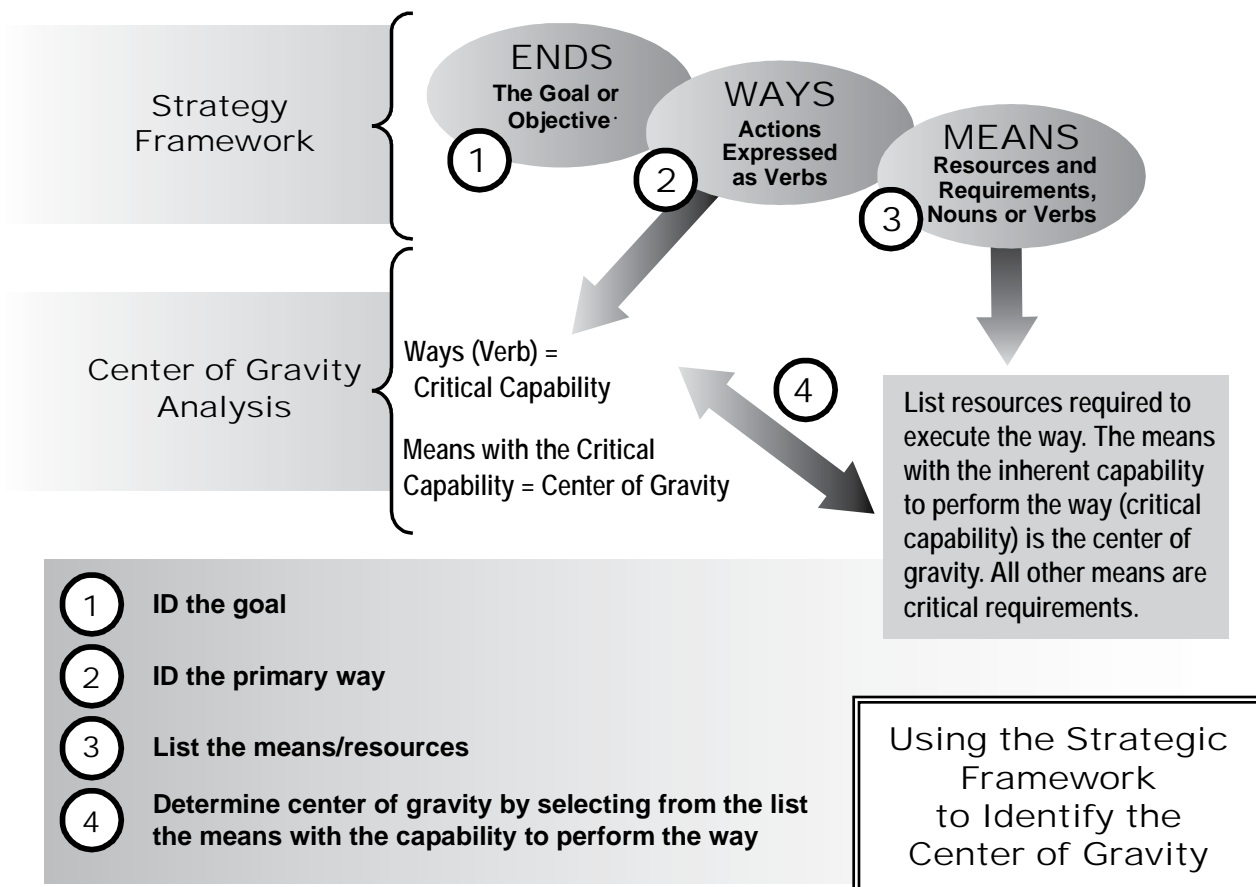 Strategy
Framework
ENDS
The Goal or
Objective.
1
WAYS
Actions
Expressed
as Verbs
2
MEANS
Resources and
Requirements,
Nouns or Verbs
3
Center of Gravity
Analysis
Ways (Verb) =
Critical Capability
Means with the Critical
Capability = Center of Gravity
4
List resources required to
execute the way. The means
with the inherent capability
to perform the way (critical
capability) is the center of
gravity. All other means are
critical requirements.
1 ID the goal
2 ID the primary way
3 List the means/resources
4 Determine center of gravity by selecting from the list
the means with the capability to perform the way
Using the Strategic
Framework
to Identify the
Center of Gravity